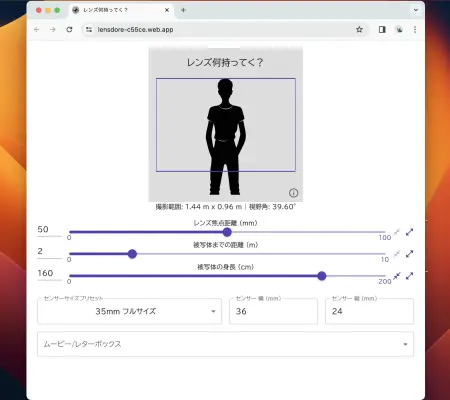 レンズ何持ってく？
lensdore-c55ce.web.app
レンズ何持ってく？
撮影範囲: 1.44 m x 0.96 m | 視野角: 39.60°
レンズ焦点距離 (mm)
50
0
100
被写体までの距離 (m)
2
0
10
被写体の身長 (cm)
160
0
200
センサーサイズプリセット
センサー 幅 (mm)
センサー 縦 (mm)
35mm フルサイズ
36
24
ムービー/レターボックス